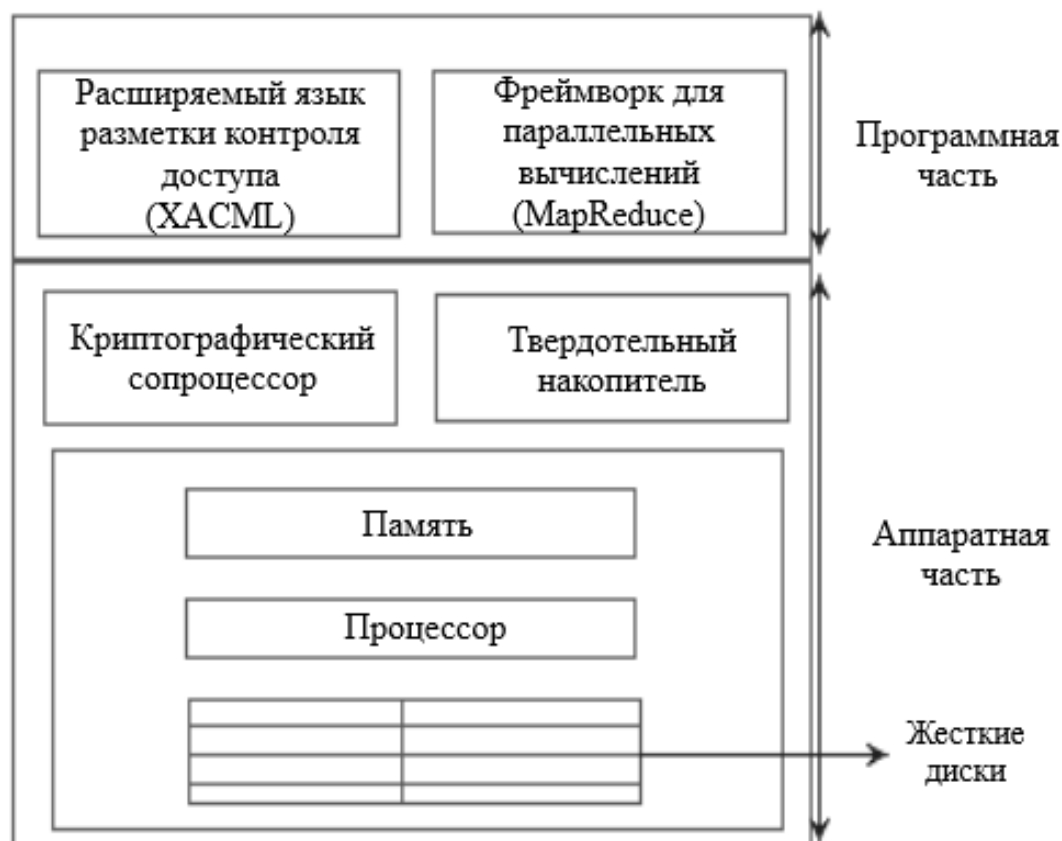 Расширяемый язык
разметки контроля
доступа
(XACML)
Фреймворк для
параллельных
вычислений
(MapReduce)
Программная
часть
Криптографический
сопроцессор
Твердотельный
накопитель
Память
Процессор
Аппаратная
часть
Жесткие
диски